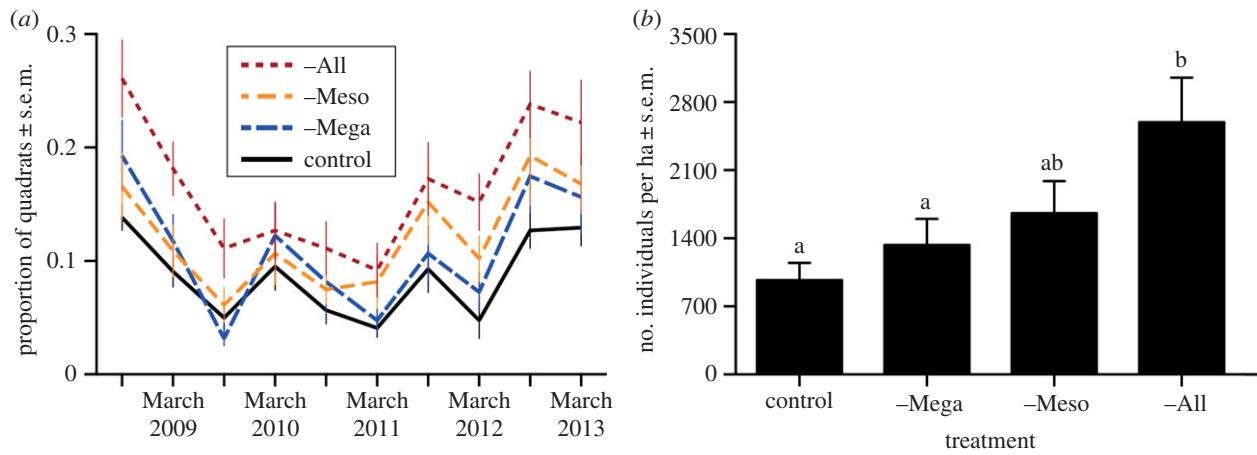 (a)
proportion of quadrats ± s.e.m.
0.3
0.2
0.1
0
–All
–Meso
–Mega
control
March 2009
March 2010
March 2011
March 2012
March 2013
(b)
no. individuals per ha ± s.e.m.
3500
2800
2100
1400
700
0
a
a
ab
b
control
–Mega
–Meso
–All
treatment